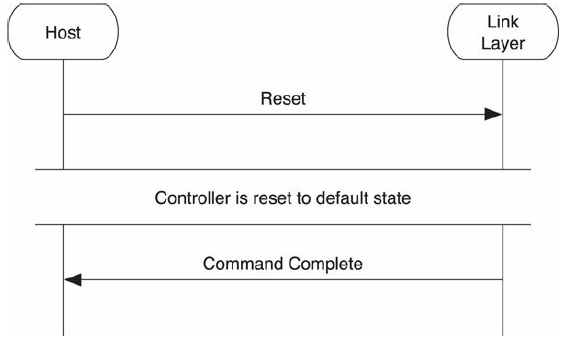 Host
Link
Layer
Reset
Controller is reset to default state
Command Complete